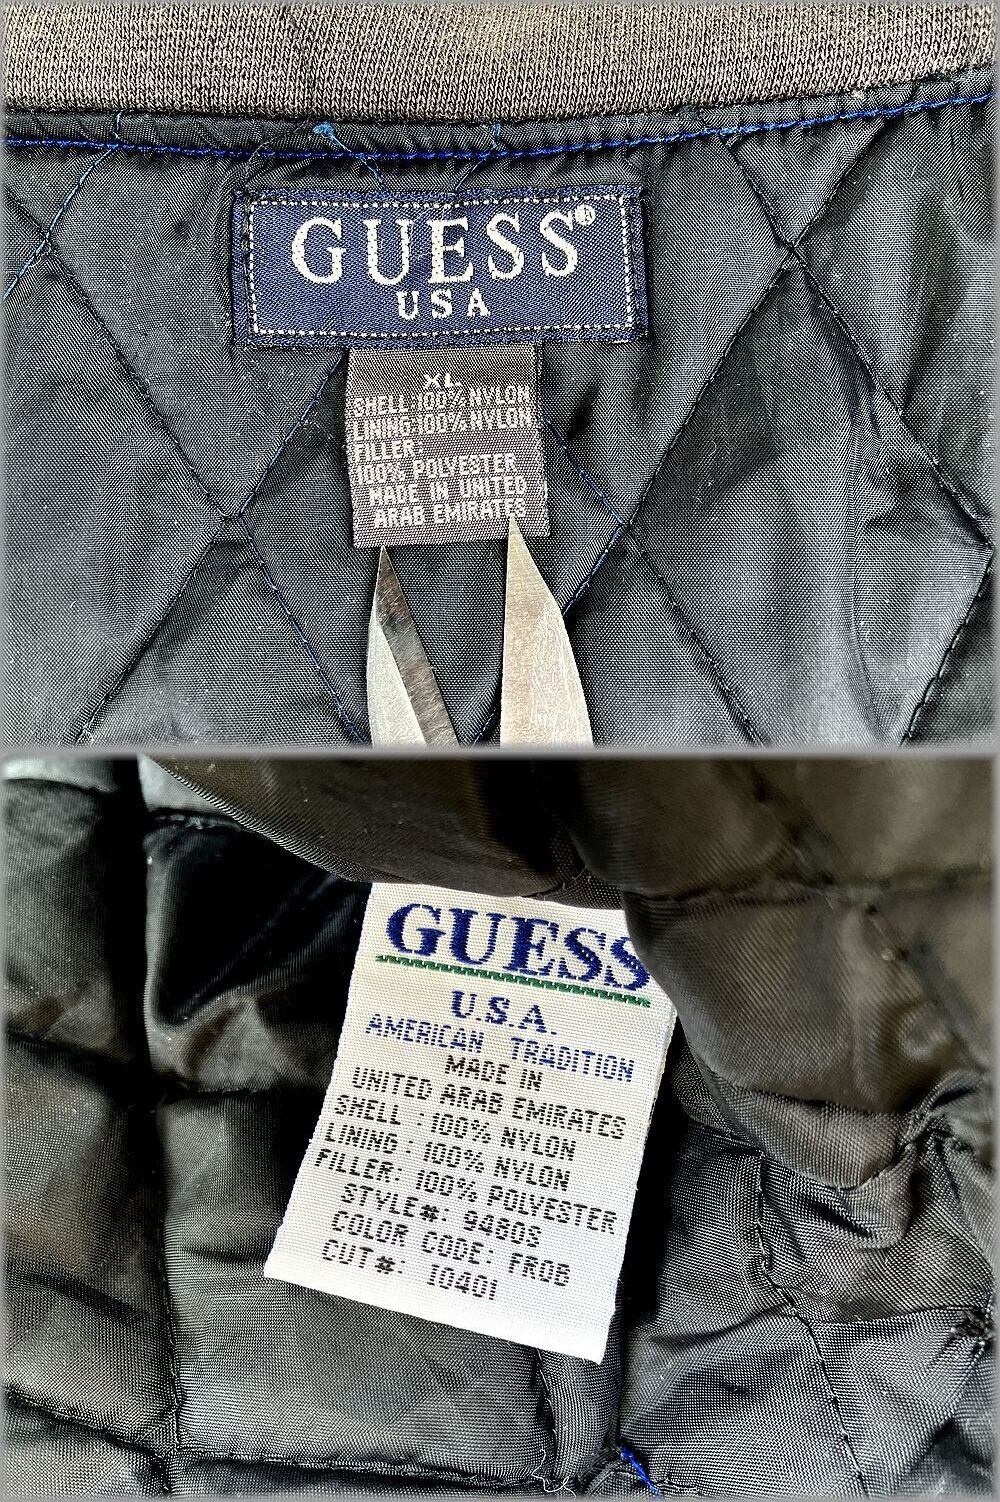 GUESS®
USA
XL
SHELL:100%NYLON
LINING:100%NYLON
FILLER:
100% POLYESTER
MADE IN UNITED
ARAB EMIRATES
GUESS
U.S.A.
AMERICAN TRADITION
MADE IN
UNITED ARAB EMIRATES
SHELL :100% NYLON
LINING :100% NYLON
FILLER: 100% POLYESTER
STYLE#: 9480S
COLOR CODE: FROB
CUT#: 10401